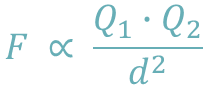 F ∝ Q₁ · Q₂ / d²